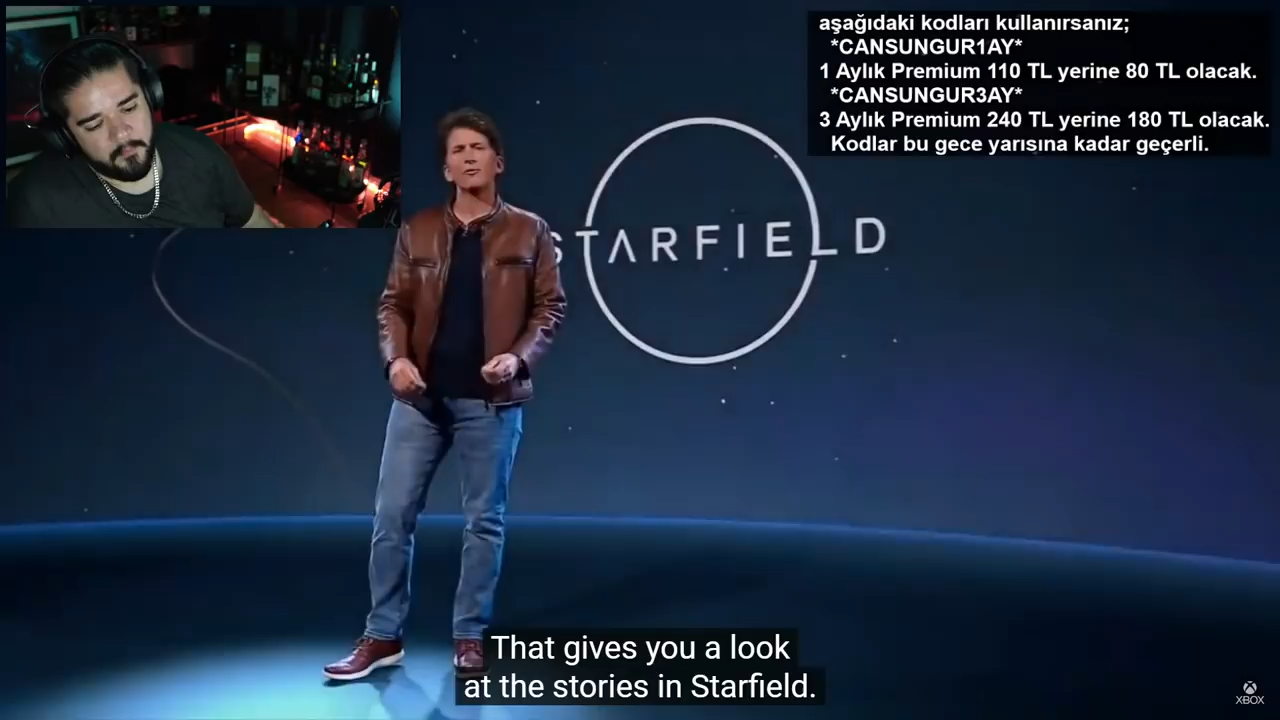 aşağıdaki kodları kullanırsanız;
*CANSUNGUR1AY*
1 Aylık Premium 110 TL yerine 80 TL olacak.
*CANSUNGUR3AY*
3 Aylık Premium 240 TL yerine 180 TL olacak.
Kodlar bu gece yarısına kadar geçerli.
STARFIELD
That gives you a look
at the stories in Starfield.
XBOX